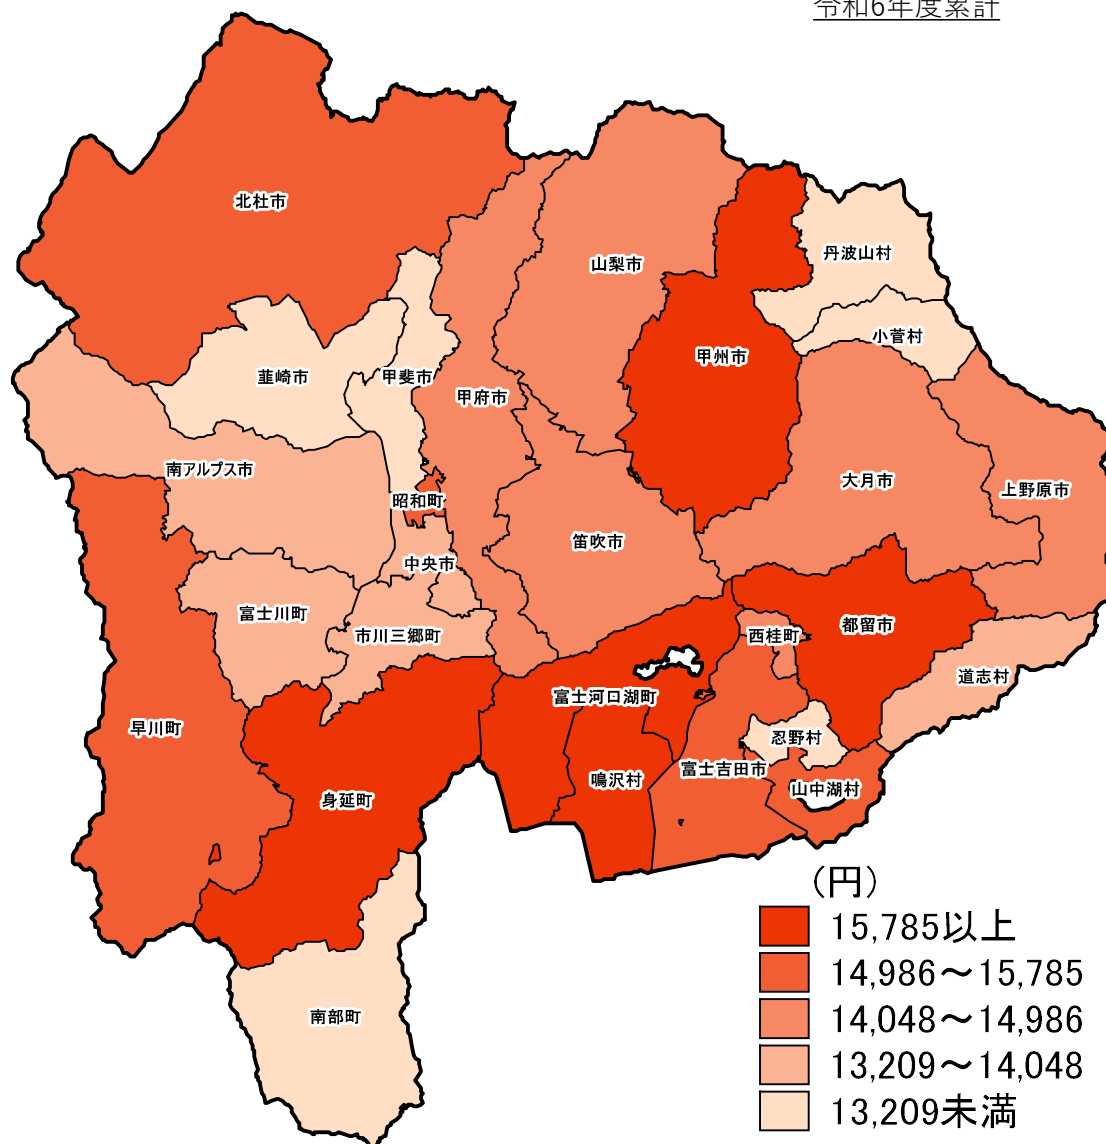 令和6年度累計
北杜市
山梨市
丹波山村
小菅村
甲州市
韮崎市
甲斐市
甲府市
南アルプス市
大月市
上野原市
昭和町
笛吹市
中央市
富士川町
市川三郷町
西桂町
都留市
道志村
富士河口湖町
早川町
忍野村
富士吉田市
鳴沢村
山中湖村
身延町
南部町
(円)
15,785以上
14,986～15,785
14,048～14,986
13,209～14,048
13,209未満